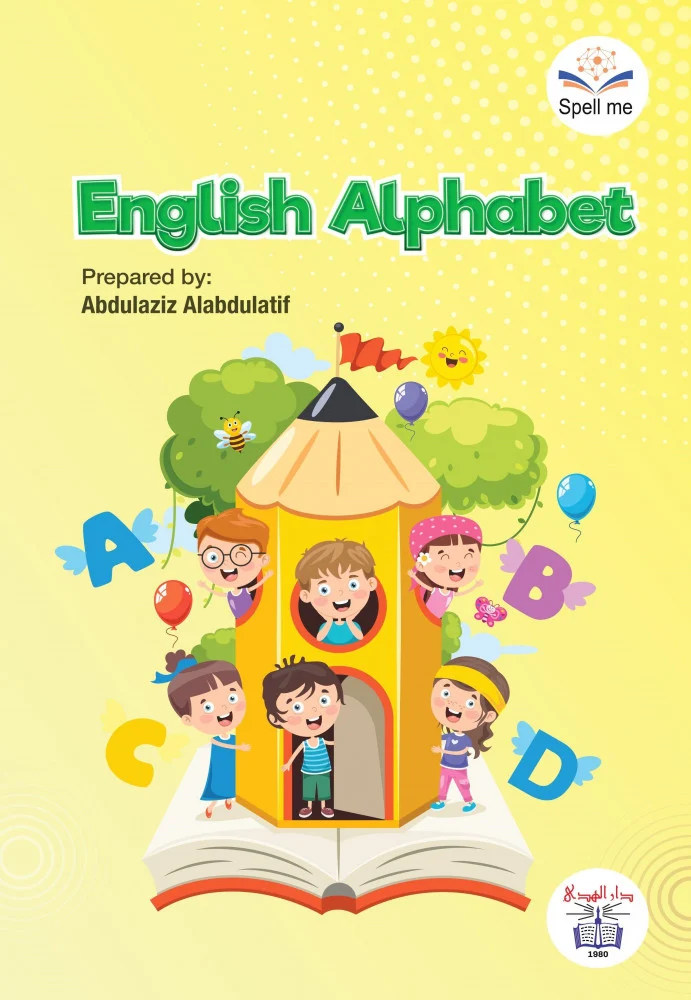 Spell me
English Alphabet
Prepared by:
Abdulaziz Alabdulatif
A
B
C
D
دار الهدى
1980